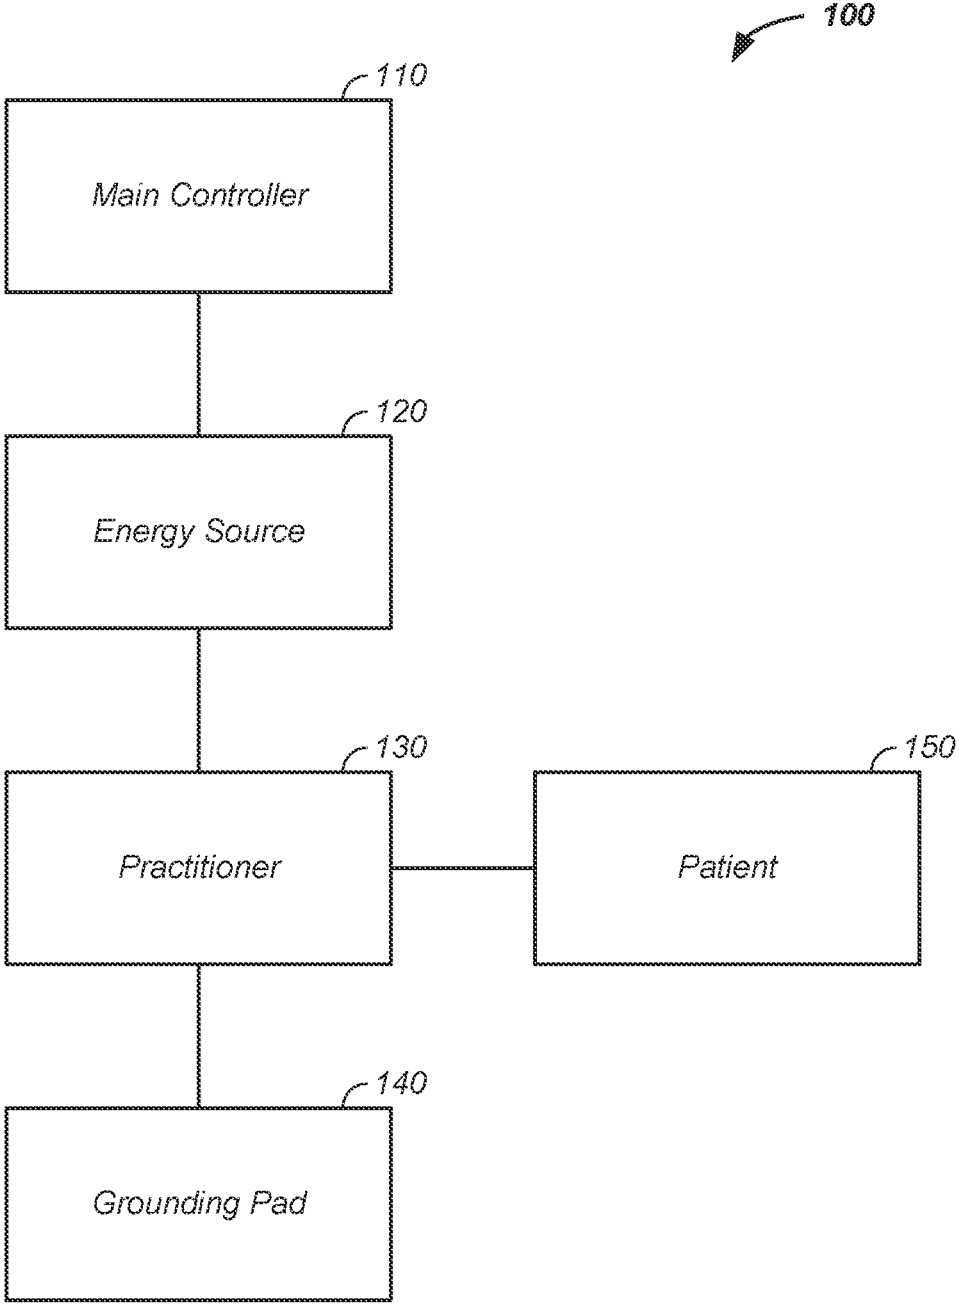 100
110
Main Controller
120
Energy Source
130
Practitioner
150
Patient
140
Grounding Pad